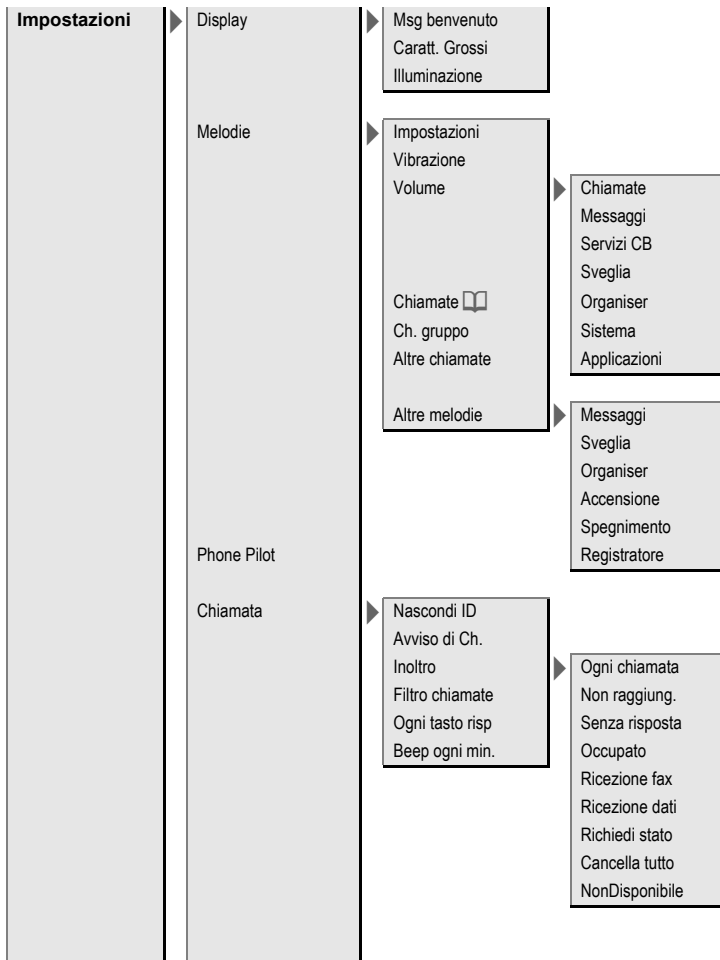 Impostazioni
Display
Msg benvenuto
Caratt. Grossi
Illuminazione
Melodie
Impostazioni
Vibrazione
Volume
Chiamate
Messaggi
Servizi CB
Sveglia
Organiser
Sistema
Applicazioni
Chiamate
Ch. gruppo
Altre chiamate
Altre melodie
Messaggi
Sveglia
Organiser
Accensione
Spegnimento
Registratore
Phone Pilot
Chiamata
Nascondi ID
Avviso di Ch.
Inoltro
Ogni chiamata
Non raggiung.
Senza risposta
Occupato
Ricezione fax
Ricezione dati
Richiedi stato
Cancella tutto
NonDisponibile
Filtro chiamate
Ogni tasto risp
Beep ogni min.